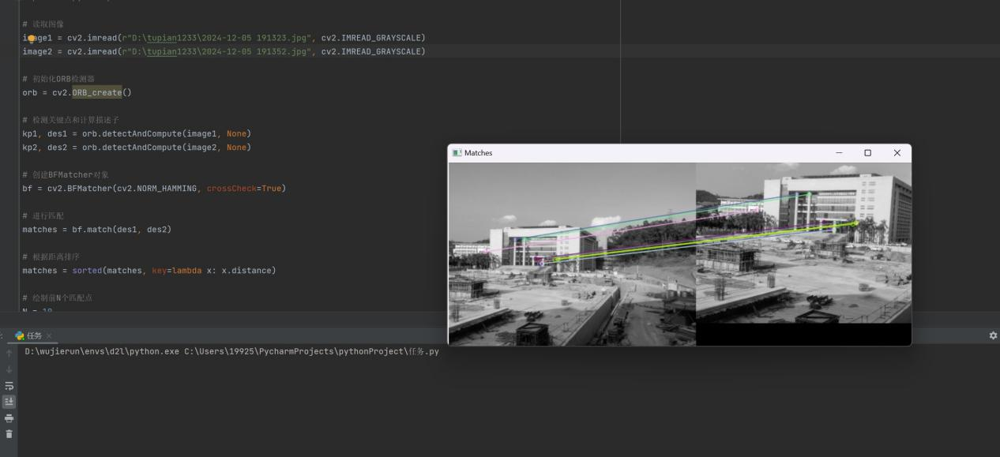 # 读取图像
image1 = cv2.imread(r"D:\tupian1233\2024-12-05 191323.jpg", cv2.IMREAD_GRAYSCALE)
image2 = cv2.imread(r"D:\tupian1233\2024-12-05 191352.jpg", cv2.IMREAD_GRAYSCALE)
# 初始化ORB检测器
orb = cv2.ORB_create()
# 检测关键点和计算描述子
kp1, des1 = orb.detectAndCompute(image1, None)
kp2, des2 = orb.detectAndCompute(image2, None)
# 创建BFMatcher对象
bf = cv2.BFMatcher(cv2.NORM_HAMMING, crossCheck=True)
# 进行匹配
matches = bf.match(des1, des2)
# 根据距离排序
matches = sorted(matches, key=lambda x: x.distance)
# 绘制前N个匹配点
Matches
任务
D:\wujierun\envs\d2l\python.exe C:\Users\19925\PycharmProjects\pythonProject\任务.py